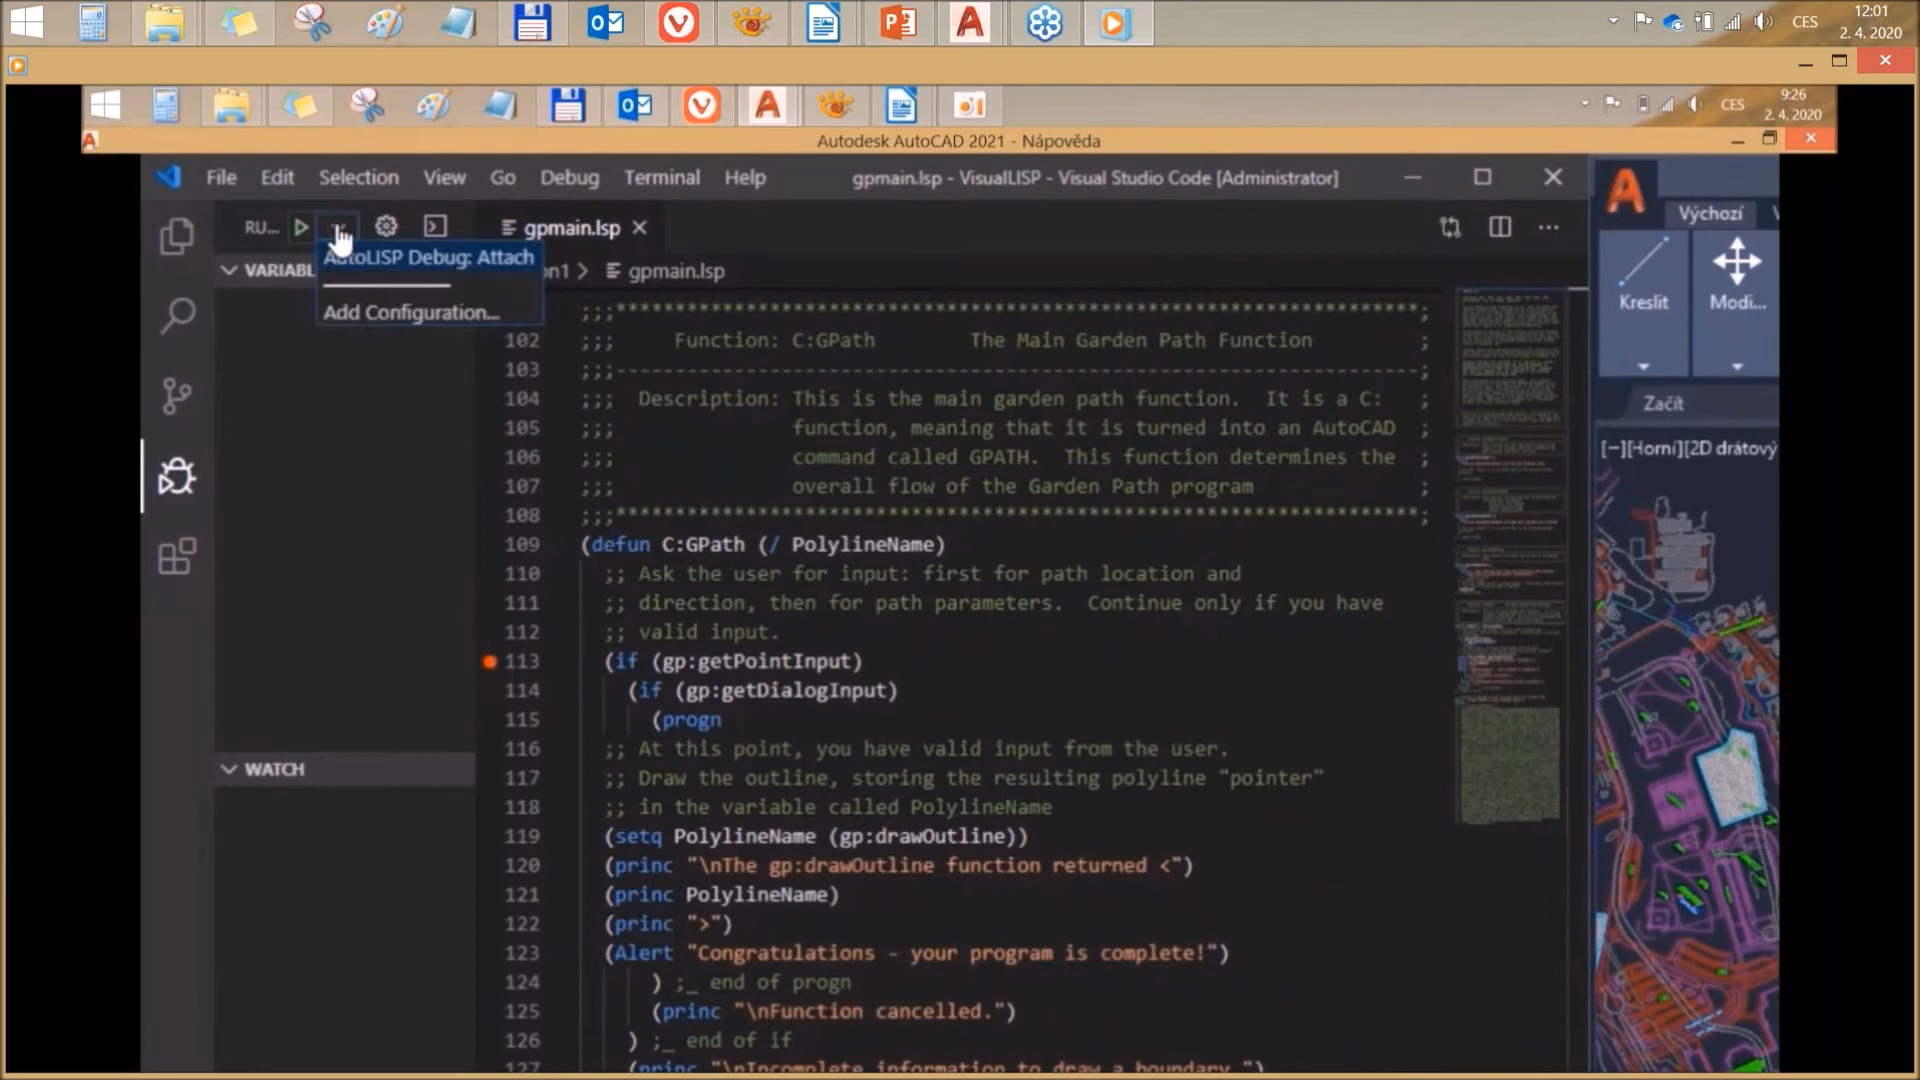 12:01
CES
2. 4. 2020
9:26
CES
2. 4. 2020
Autodesk AutoCAD 2021 - Nápověda
File Edit Selection View Go Debug Terminal Help gpmain.lsp - VisualLISP - Visual Studio Code [Administrator]
RU...
gpmain.lsp
AutoLISP Debug: Attach
Add Configuration...
VARIABL
on1 > gpmain.lsp
;;;********************************************************************;
102 ;;; Function: C:GPath The Main Garden Path Function ;
103 ;;;--------------------------------------------------------------------;
104 ;;; Description: This is the main garden path function. It is a C: ;
105 ;;; function, meaning that it is turned into an AutoCAD ;
106 ;;; command called GPATH. This function determines the ;
107 ;;; overall flow of the Garden Path program ;
108 ;;;********************************************************************;
109 (defun C:GPath (/ PolylineName)
110 ;; Ask the user for input: first for path location and
111 ;; direction, then for path parameters. Continue only if you have
112 ;; valid input.
113 (if (gp:getPointInput)
114 (if (gp:getDialogInput)
115 (progn
116 ;; At this point, you have valid input from the user.
117 ;; Draw the outline, storing the resulting polyline "pointer"
118 ;; in the variable called PolylineName
119 (setq PolylineName (gp:drawOutline))
120 (princ "\nThe gp:drawOutline function returned <")
121 (princ PolylineName)
122 (princ ">")
123 (Alert "Congratulations - your program is complete!")
124 ) ;_ end of progn
125 (princ "\nFunction cancelled.")
126 ) ;_ end of if
127 (princ "\nIncomplete information to draw a boundary.")
WATCH
Výchozí
Kreslit
Modi...
Začít
[−][Horní][2D drátový